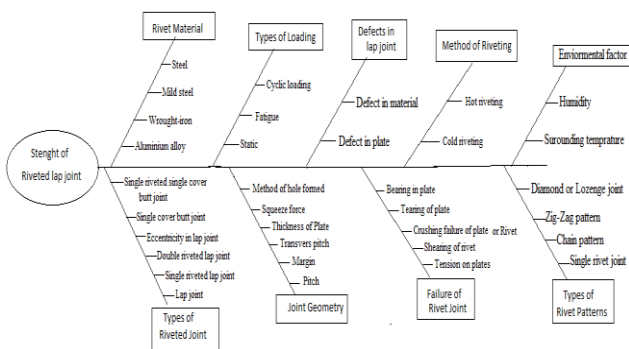 Rivet Material
Steel
Mild steel
Wrought-iron
Aluminium alloy
Types of Loading
Cyclic loading
Fatigue
Static
Defects in
lap joint
Defect in material
Defect in plate
Method of Riveting
Hot riveting
Cold riveting
Enviormental factor
Humidity
Surounding temprature
Stenght of
Riveted lap joint
Single riveted single cover
butt joint
Single cover butt joint
Eccentricity in lap joint
Double riveted lap joint
Single riveted lap joint
Lap joint
Types of
Riveted Joint
Method of hole formed
Squeeze force
Thickness of Plate
Transvers pitch
Margin
Pitch
Joint Geometry
Bearing in plate
Tearing of plate
Crushing failure of plate or Rivet
Shearing of rivet
Tension on plates
Failure of
Rivet Joint
Diamond or Lozenge joint
Zig-Zag pattern
Chain pattern
Single rivet joint
Types of
Rivet Patterns